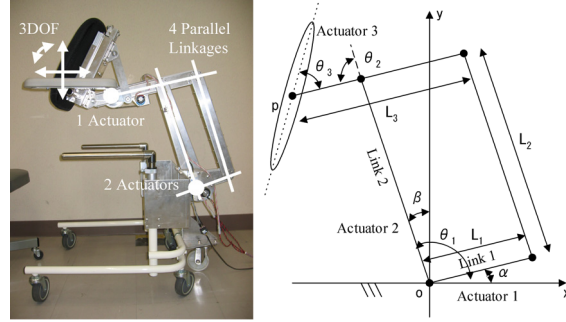 3DOF
4 Parallel
Linkages
1 Actuator
2 Actuators
Actuator 3
y
θ3
θ2
p
L3
L2
Link 2
β
Actuator 2
θ1
L1
Link 1
α
o
x
Actuator 1